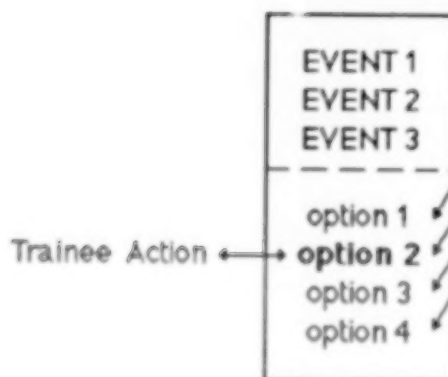 EVENT 1
EVENT 2
EVENT 3
option 1
Trainee Action option 2
option 3
option 4